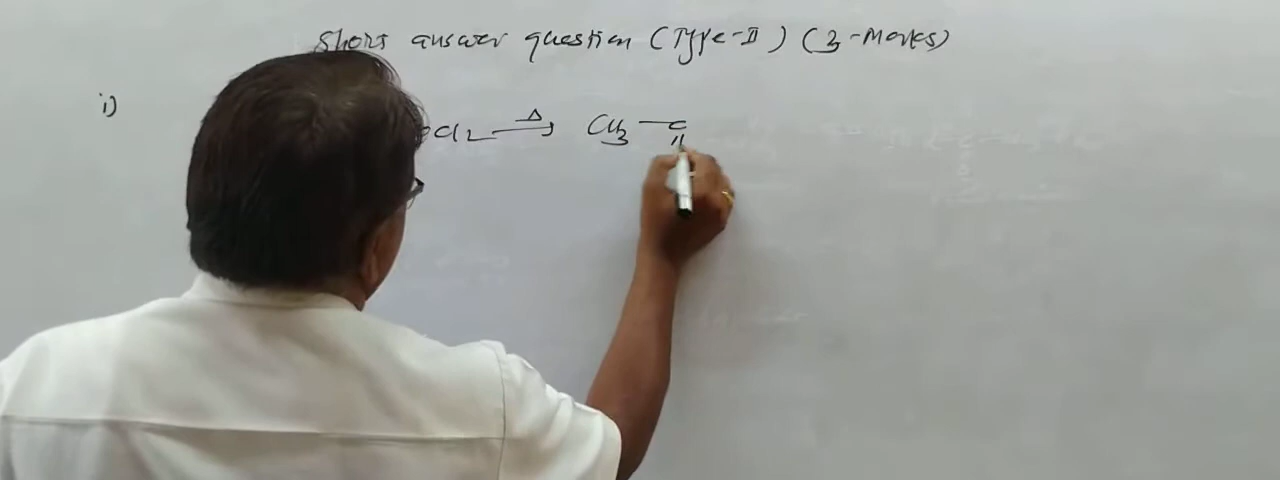 Short answer question (Type-II) (3-Marks)
i) OCl2 Δ→ CH3 — C
||